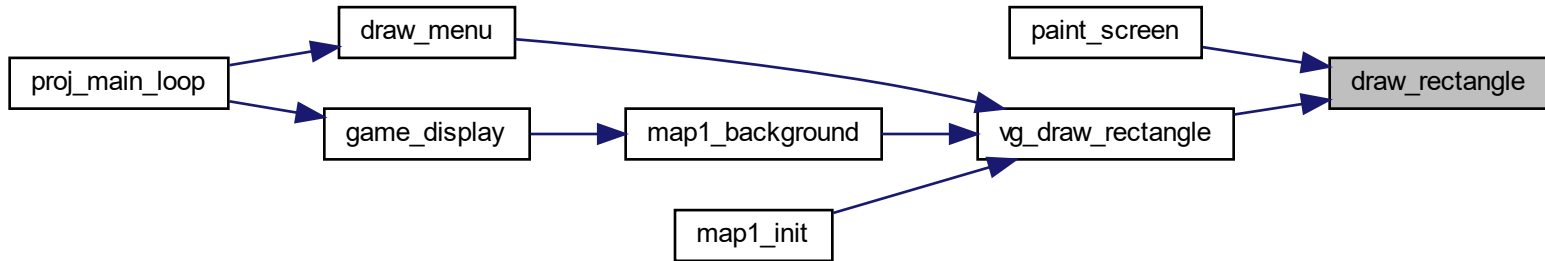 draw_menu
paint_screen
proj_main_loop
draw_rectangle
game_display
map1_background
vg_draw_rectangle
map1_init